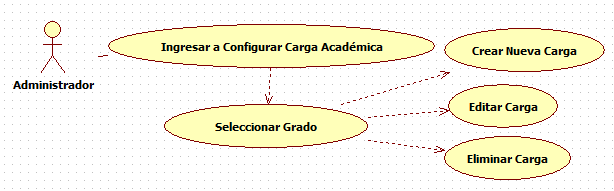 Ingresar a Configurar Carga Académica
Crear Nueva Carga
Administrador
Editar Carga
Seleccionar Grado
Eliminar Carga